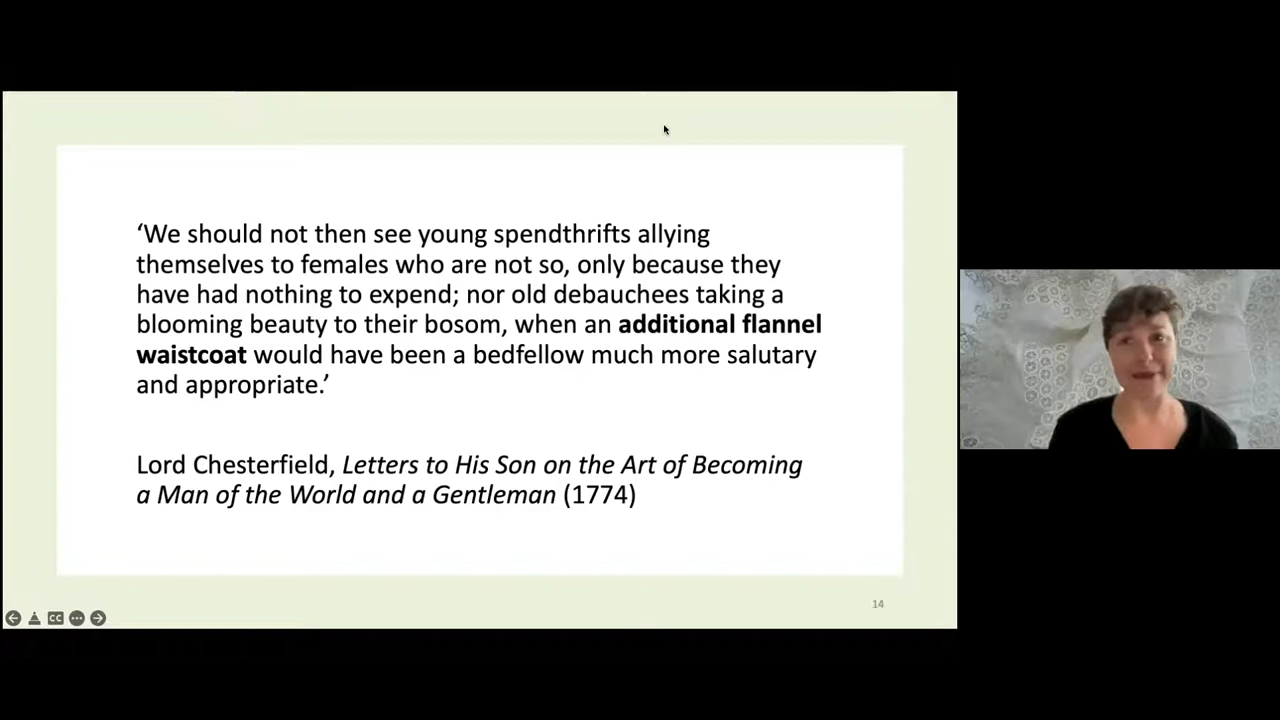 ‘We should not then see young spendthrifts allying
themselves to females who are not so, only because they
have had nothing to expend; nor old debauchees taking a
blooming beauty to their bosom, when an additional flannel
waistcoat would have been a bedfellow much more salutary
and appropriate.’
Lord Chesterfield, Letters to His Son on the Art of Becoming
a Man of the World and a Gentleman (1774)
14
CC